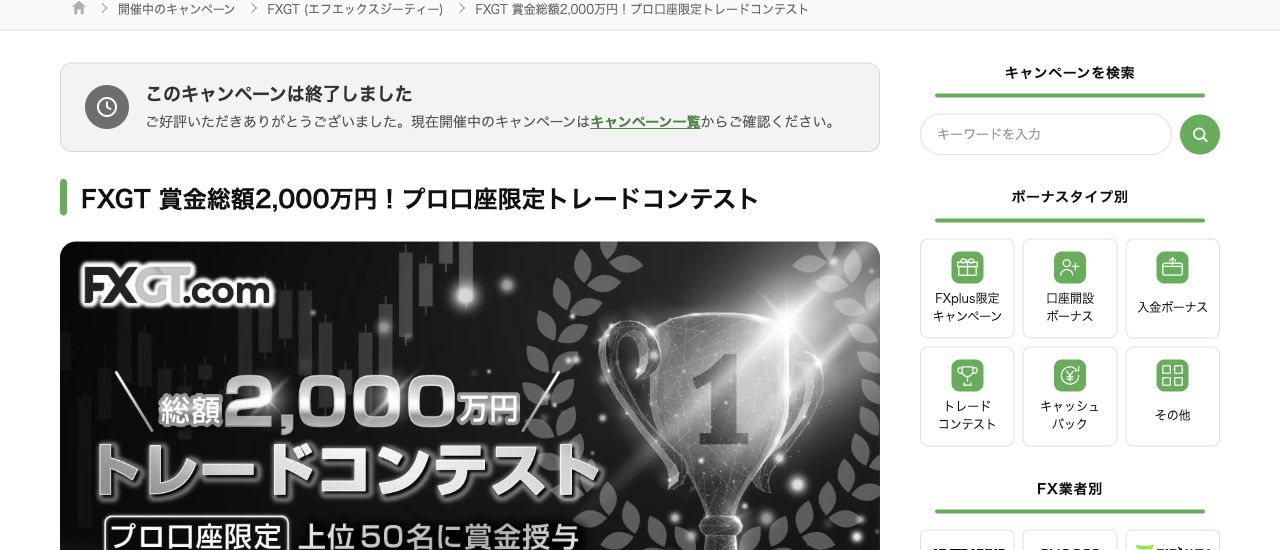 開催中のキャンペーン
FXGT (エフエックスジーティー)
FXGT 賞金総額2,000万円！プロ口座限定トレードコンテスト
このキャンペーンは終了しました
ご好評いただきありがとうございました。現在開催中のキャンペーンはキャンペーン一覧からご確認ください。
FXGT 賞金総額2,000万円！プロ口座限定トレードコンテスト
FXGT.com
総額2,000万円
トレードコンテスト
プロ口座限定 上位50名に賞金授与
1
キャンペーンを検索
キーワードを入力
ボーナスタイプ別
FXplus限定
キャンペーン
口座開設
ボーナス
入金ボーナス
トレード
コンテスト
キャッシュ
バック
その他
FX業者別